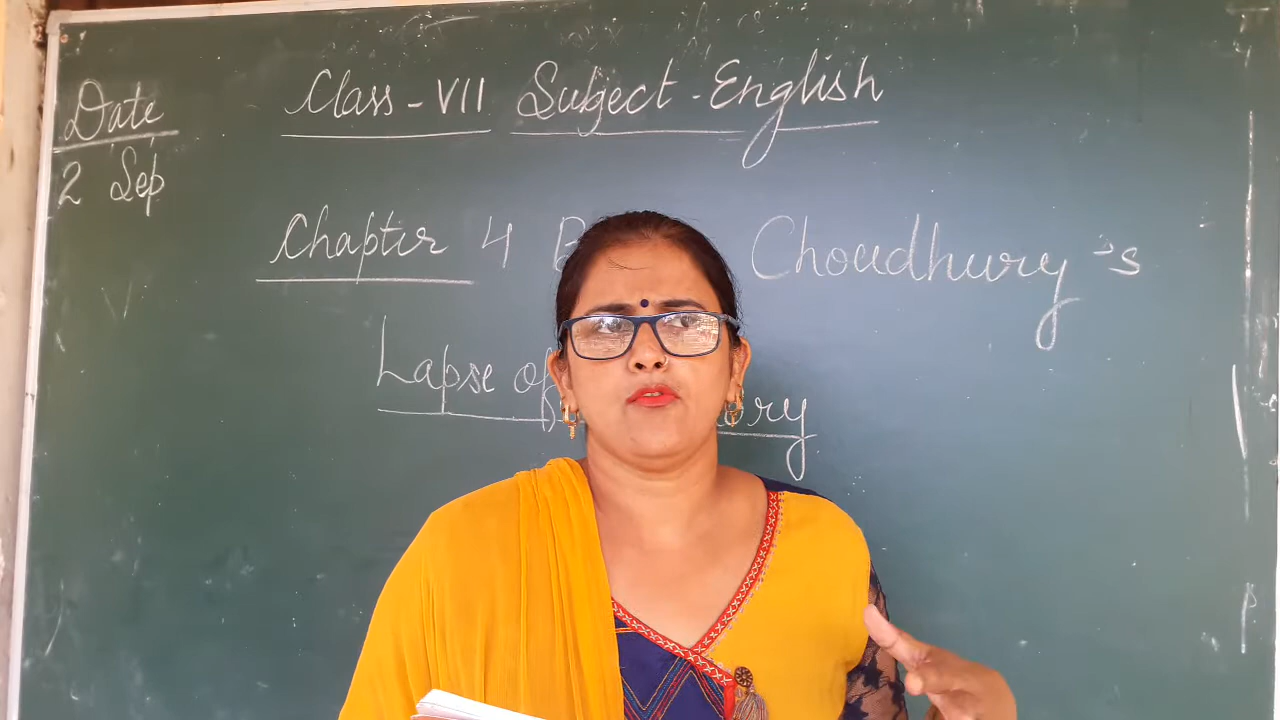 Date
2 Sep
Class - VII Subject - English
Chapter 4 Choudhury's
Lapse of